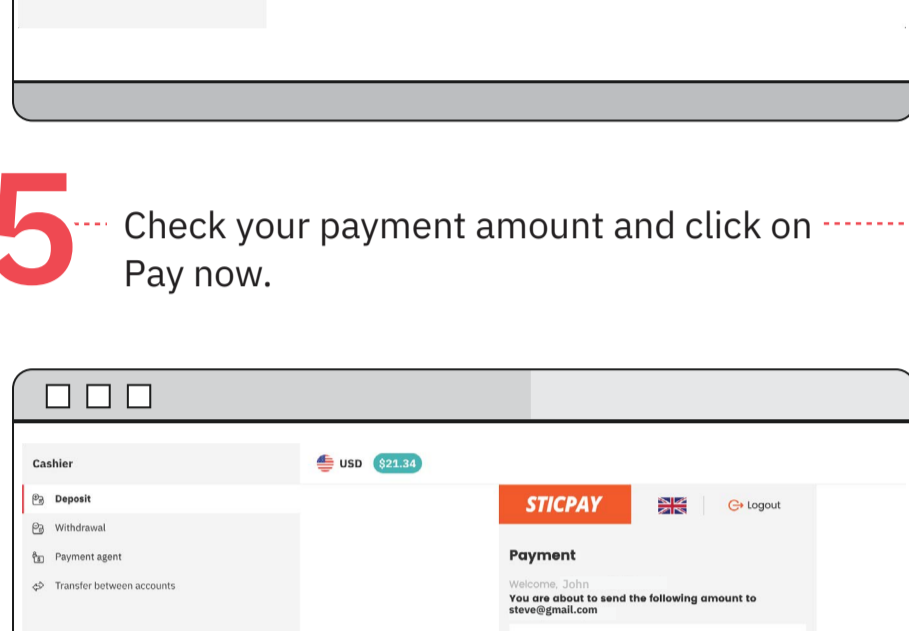 5
Check your payment amount and click on
Pay now.
Cashier
USD $21.34
Deposit
STICPAY
Logout
Withdrawal
Payment agent
Payment
Transfer between accounts
Welcome, John
You are about to send the following amount to
steve@gmail.com